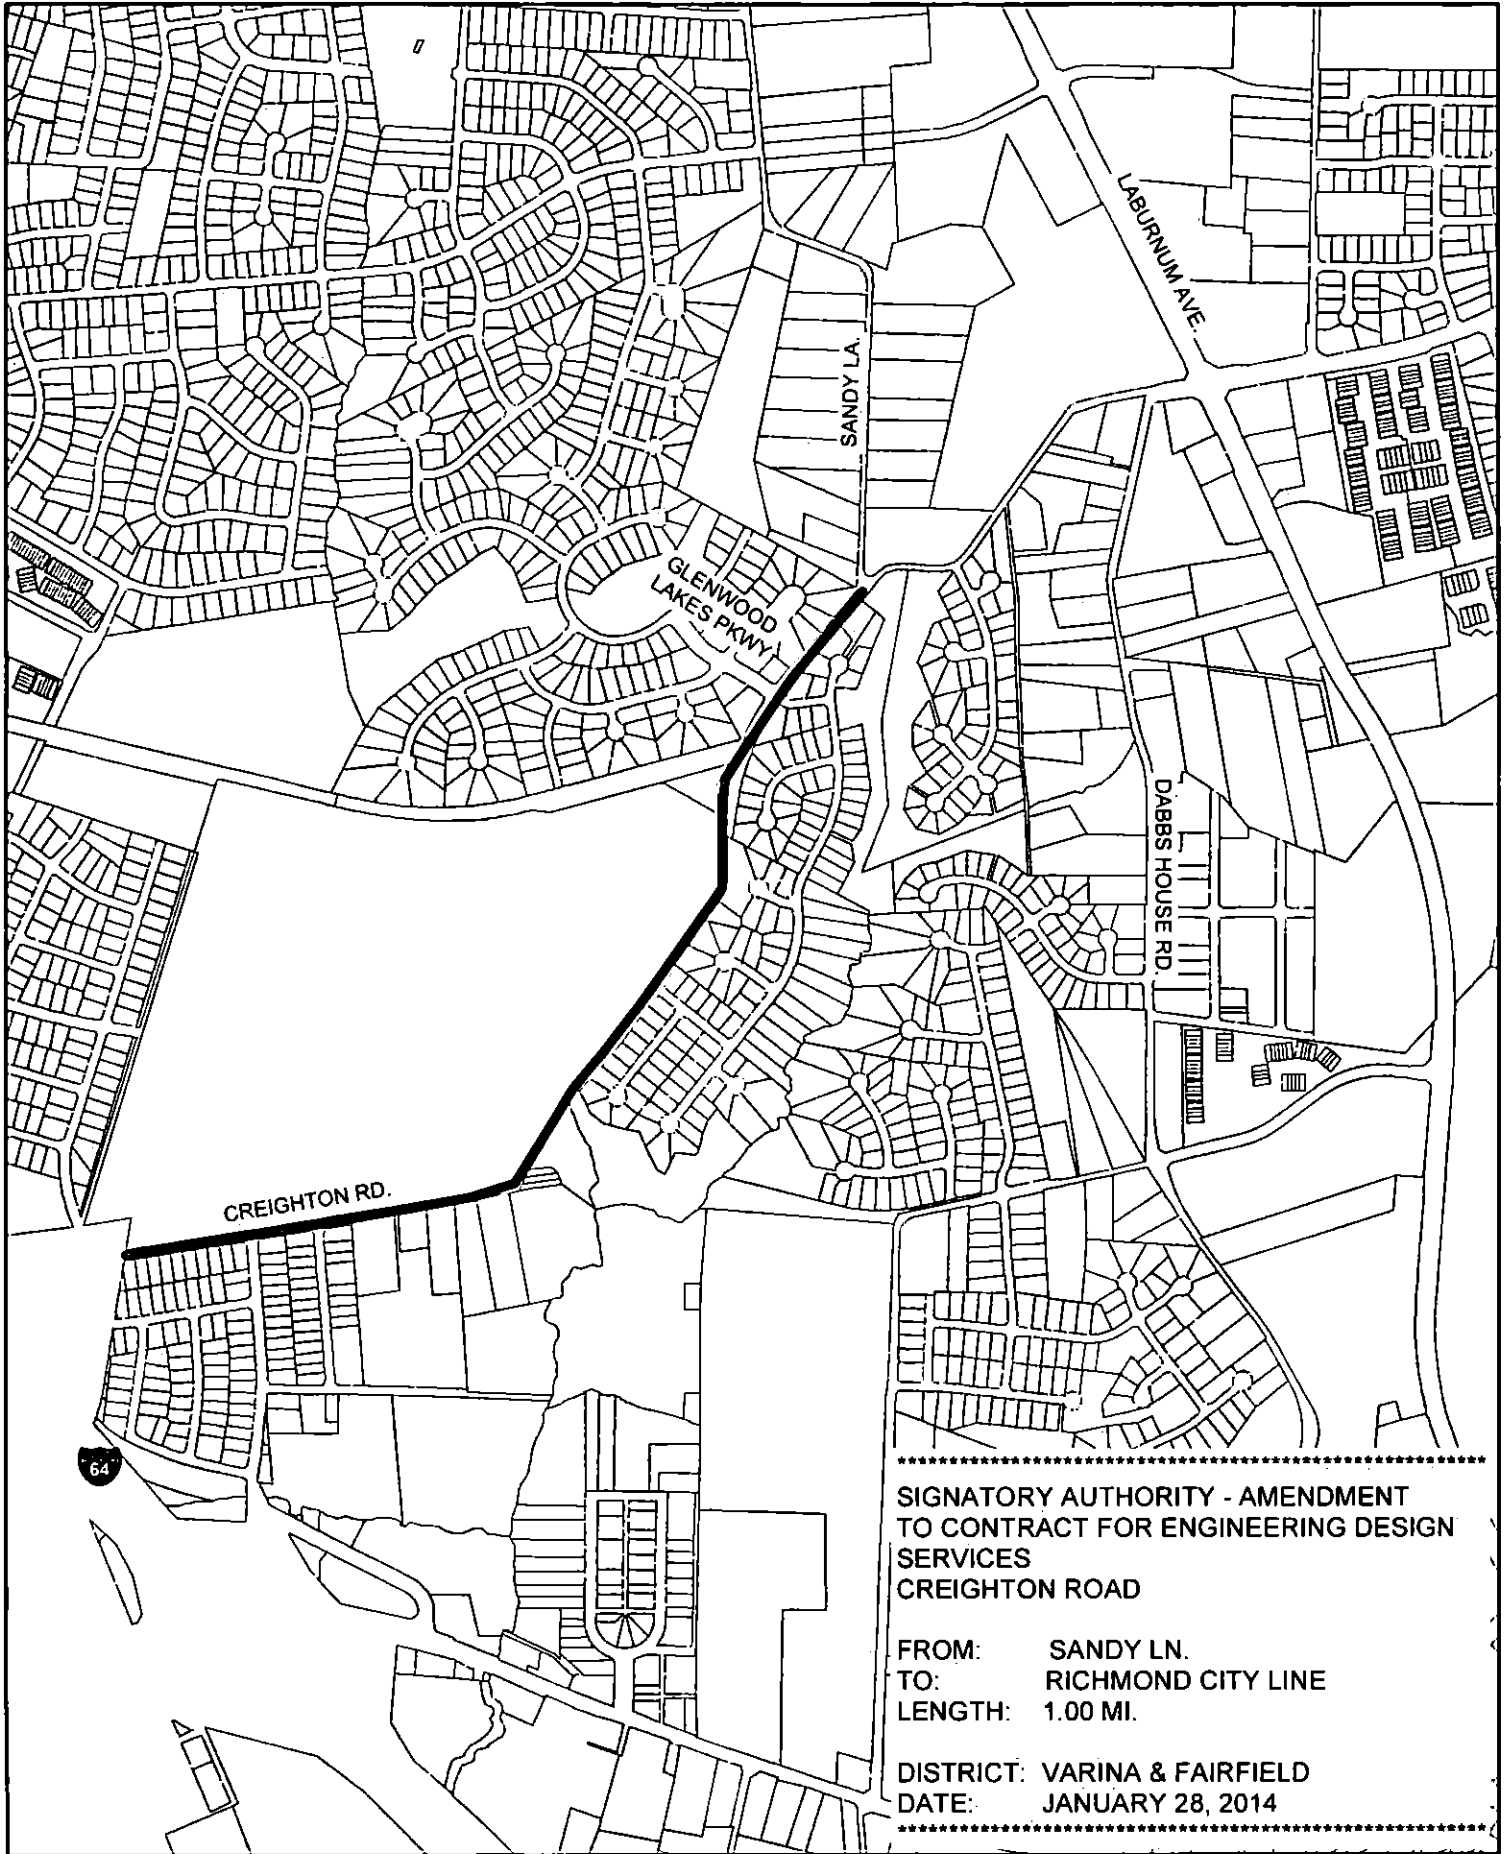 LABURNUM AVE.
SANDY LA.
GLENWOOD
LAKES PKWY
DABBS HOUSE RD.
CREIGHTON RD.
64
SIGNATORY AUTHORITY - AMENDMENT
TO CONTRACT FOR ENGINEERING DESIGN
SERVICES
CREIGHTON ROAD
FROM: SANDY LN.
TO: RICHMOND CITY LINE
LENGTH: 1.00 MI.
DISTRICT: VARINA & FAIRFIELD
DATE: JANUARY 28, 2014